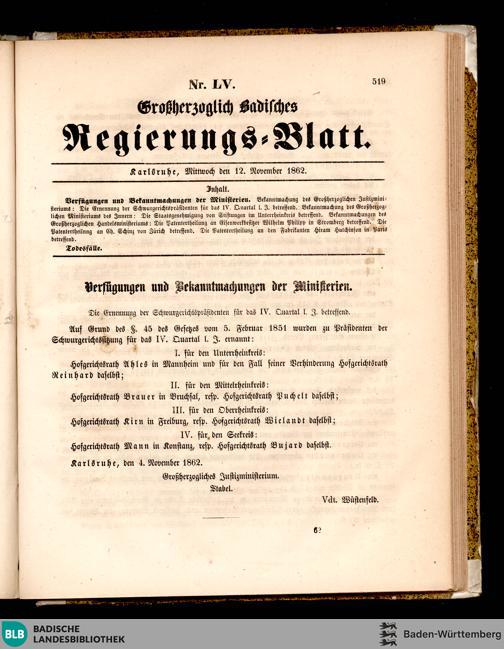 Nr. LV.
519
Großherzoglich Badisches
Regierungs-Blatt.
Karlsruhe, Mittwoch den 12. November 1862.
Inhalt.
Verfügungen und Bekanntmachungen der Ministerien. Bekanntmachung des Großherzoglichen Justizmini-
steriums: Die Ernennung der Schwurgerichtspräsidenten für das IV. Quartal l. J. betreffend. Bekanntmachung des Großherzog-
lichen Ministeriums des Innern: Die Staatsgenehmigung von Stiftungen im Unterrheinkreis betreffend. Bekanntmachungen des
Großherzoglichen Handelsministeriums: Die Patentertheilung an Eisenwerkbesitzer Wilhelm Philipp in Stromberg betreffend. Die
Patentertheilung an Gh. Sching von Zürich betreffend. Die Patentertheilung an den Fabrikanten Hiram Hutchinson in Paris
betreffend.
Todesfälle.
Verfügungen und Bekanntmachungen der Ministerien.
Die Ernennung der Schwurgerichtspräsidenten für das IV. Quartal l. J. betreffend.
Auf Grund des §. 45 des Gesetzes vom 5. Februar 1851 wurden zu Präsidenten der
Schwurgerichtssitzung für das IV. Quartal l. J. ernannt:
I. für den Unterrheinkreis:
Hofgerichtsrath Ahles in Mannheim und für den Fall seiner Verhinderung Hofgerichtsrath
Reinhard daselbst;
II. für den Mittelrheinkreis:
Hofgerichtsrath Brauer in Bruchsal, resp. Hofgerichtsrath Puchelt daselbst;
III. für den Oberrheinkreis:
Hofgerichtsrath Kirn in Freiburg, resp. Hofgerichtsrath Wielandt daselbst;
IV. für den Seekreis:
Hofgerichtsrath Mann in Konstanz, resp. Hofgerichtsrath Bujard daselbst.
Karlsruhe, den 4. November 1862.
Großherzogliches Justizministerium.
Stabel.
Vdt. Wüstenfeld.
BLB BADISCHE
LANDESBIBLIOTHEK
Baden-Württemberg